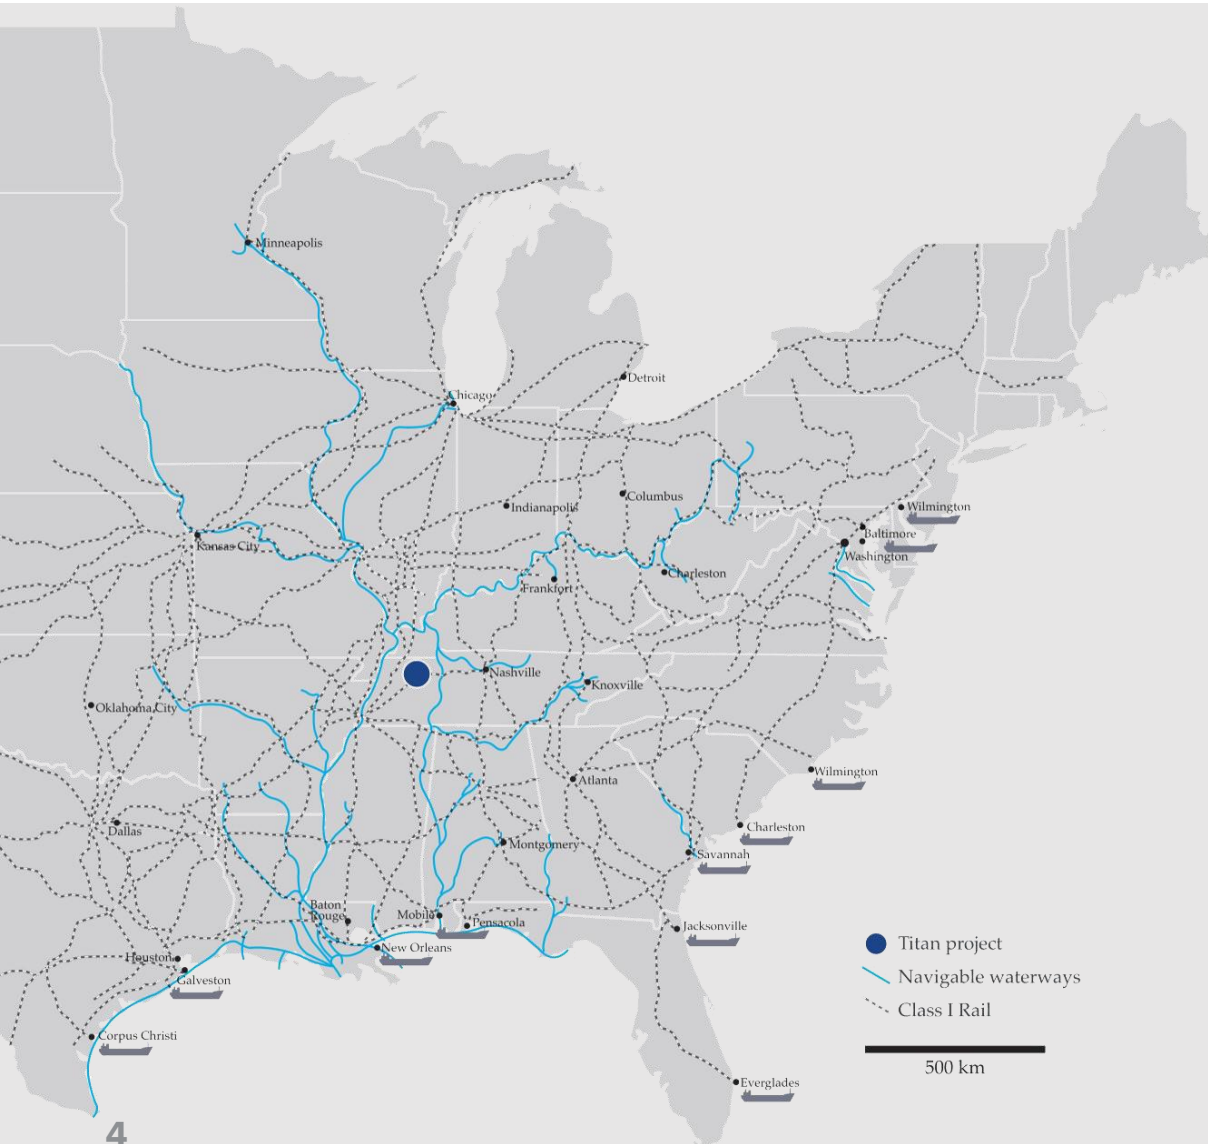 Minneapolis
Detroit
Chicago
Columbus
Indianapolis
Wilmington
Baltimore
Kansas City
Washington
Charleston
Frankfort
Nashville
Knoxville
Oklahoma City
Wilmington
Atlanta
Charleston
Dallas
Montgomery
Savannah
Baton
Rouge
Mobile
Pensacola
Jacksonville
New Orleans
Houston
Galveston
Corpus Christi
Everglades
Titan project
Navigable waterways
Class I Rail
500 km
4